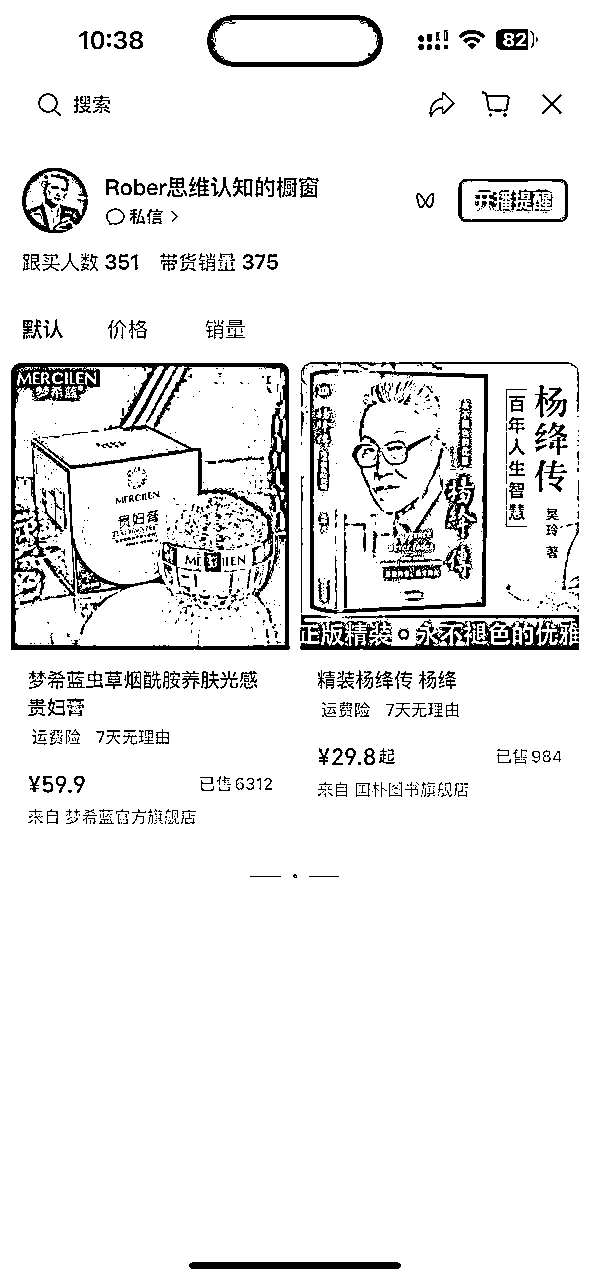 10:38
82
搜索
Rober思维认知的橱窗
私信
开播提醒
跟买人数 351 带货销量 375
默认 价格 销量
MERCILEN
梦希蓝
MERCILEN
贵妇膏
杨绛传
百年人生智慧
吴玲 著
杨绛传
正版精装 永不褪色的优雅
梦希蓝虫草烟酰胺养肤光感
贵妇膏
运费险 7天无理由
¥59.9 已售 6312
来自 梦希蓝官方旗舰店
精装杨绛传 杨绛
运费险 7天无理由
¥29.8起 已售 984
来自 国朴图书旗舰店